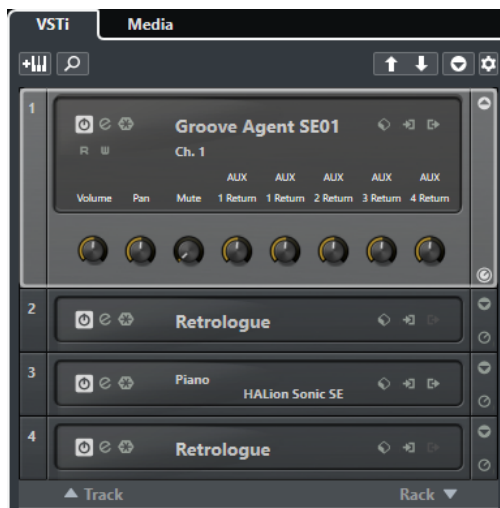 VSTi Media
1
Groove Agent SE01
R W
Ch. 1
AUX AUX AUX AUX AUX
Volume Pan Mute 1 Return 1 Return 2 Return 3 Return 4 Return
2
Retrologue
3
Piano
HALion Sonic SE
4
Retrologue
Track Rack